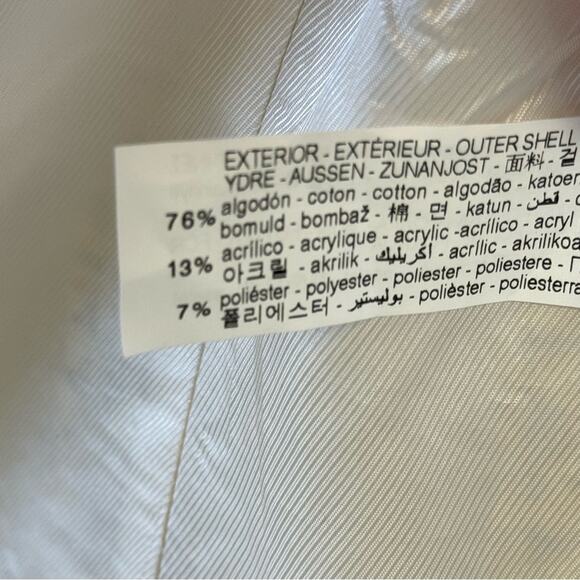 EXTERIOR - EXTÉRIEUR - OUTER SHELL
YDRE - AUSSEN - ZUNANJOST - 面料 - 겉
76% algodón - coton - cotton - algodão - katoen
bomuld - bombaž - 棉 - 면 - katun - قطن -
13% acrílico - acrylique - acrylic - acrílico - acryl
아크릴 - akrilik - أكريليك - acrílic - akrilikoa
7% poliéster - polyester - poliester - poliestere -
폴리에스터 - بوليستير - polièster - poliesterra